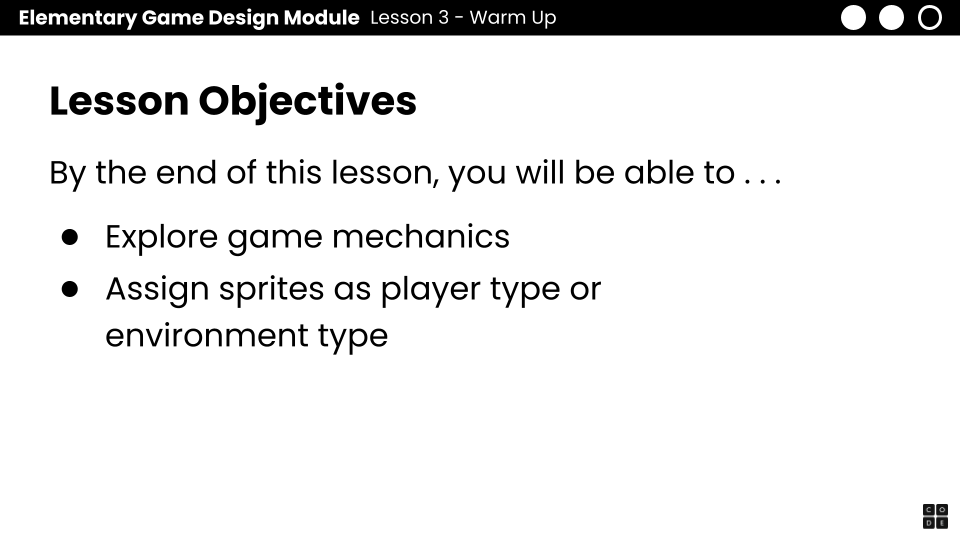 Elementary Game Design Module Lesson 3 - Warm Up
Lesson Objectives
By the end of this lesson, you will be able to . . .
● Explore game mechanics
● Assign sprites as player type or
environment type
C O
D E